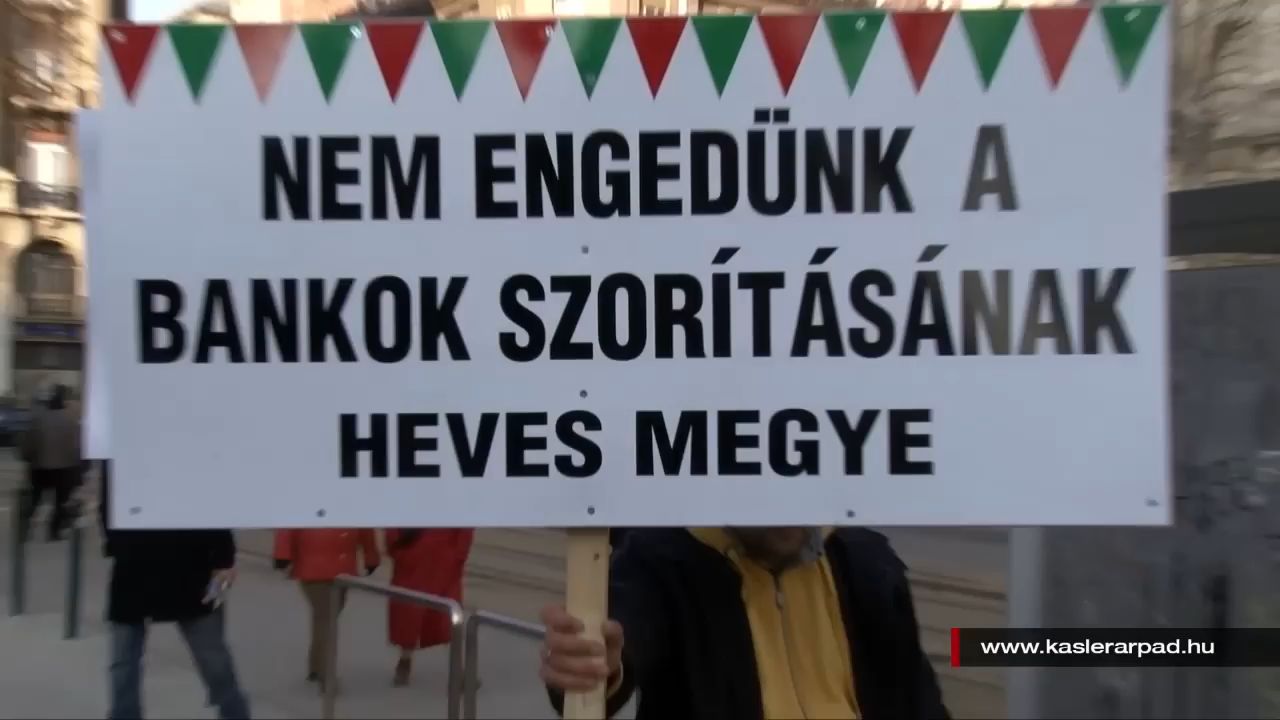 NEM ENGEDÜNK A
BANKOK SZORÍTÁSÁNAK
HEVES MEGYE
www.kaslerarpad.hu